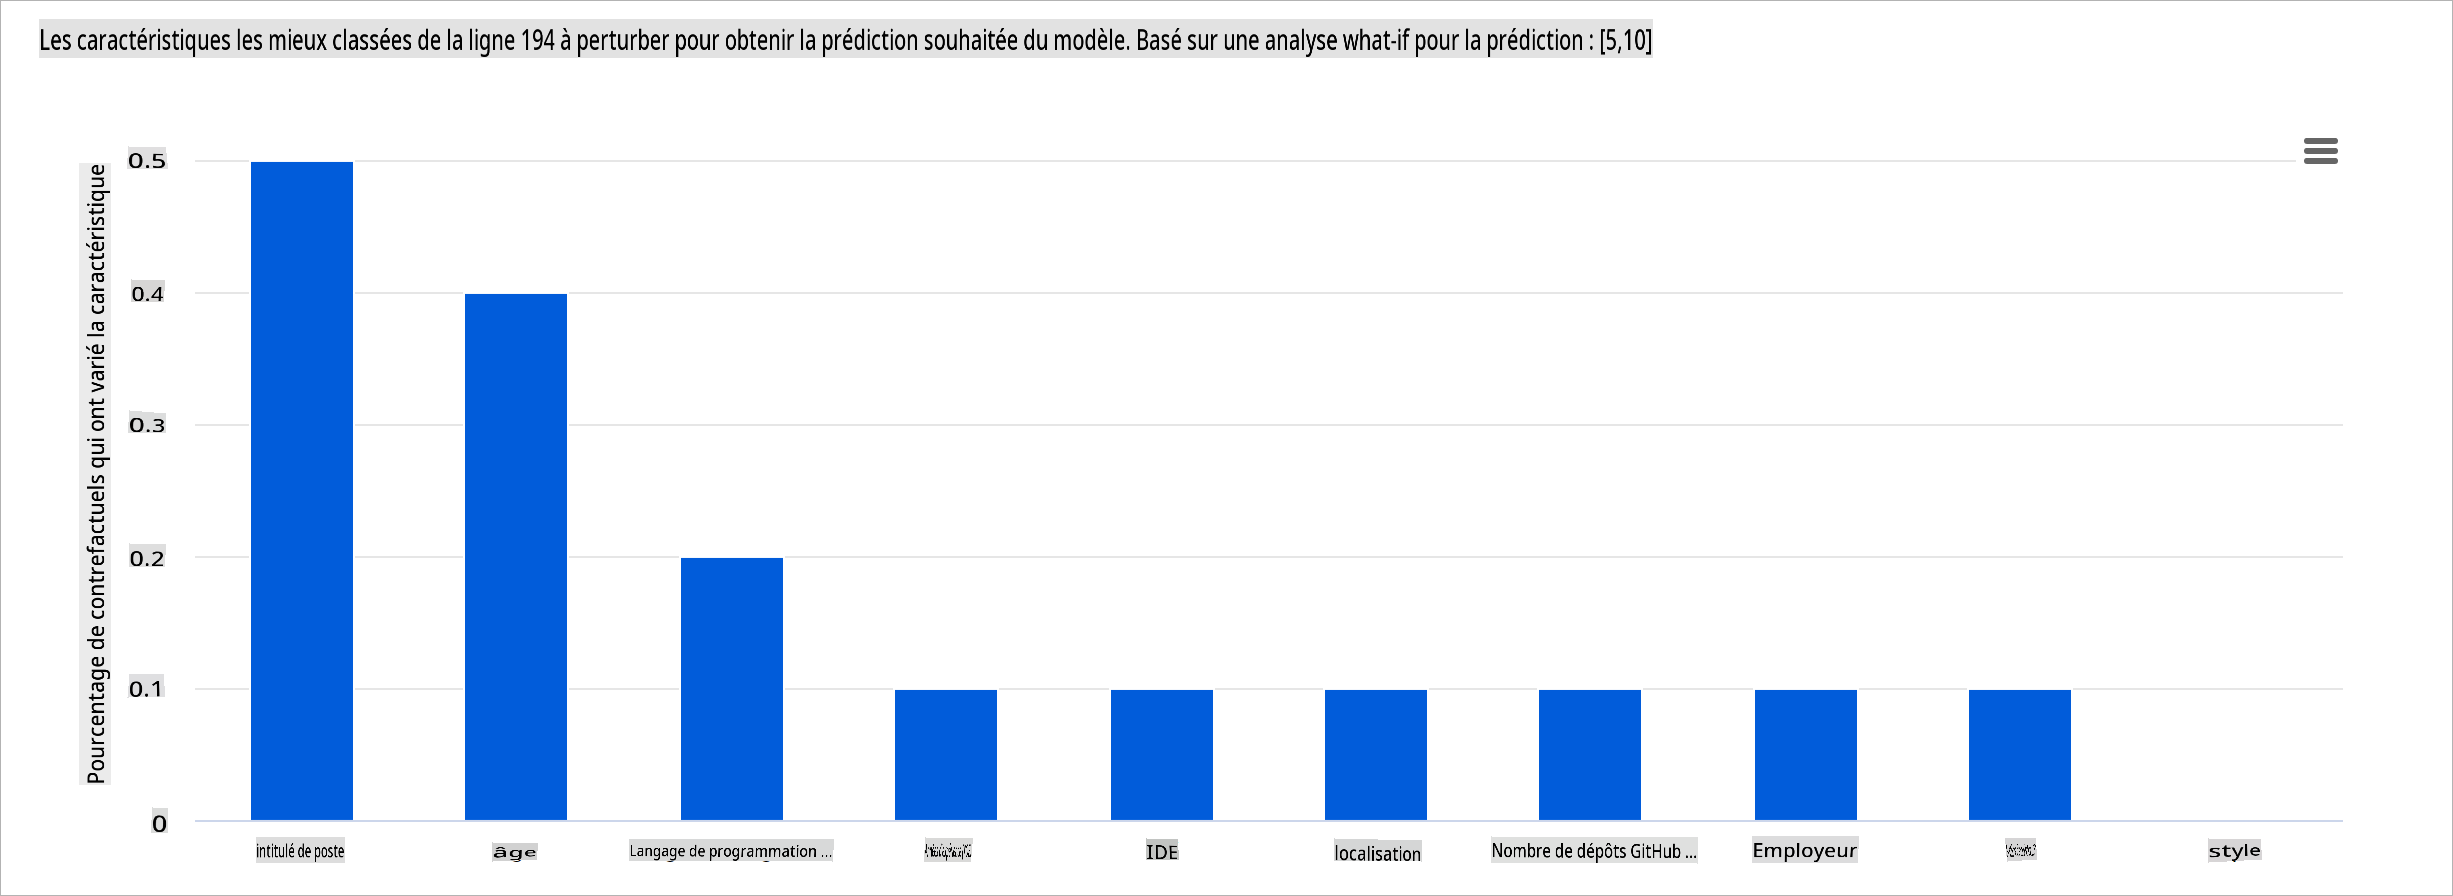 Les caractéristiques les mieux classées de la ligne 194 à perturber pour obtenir la prédiction souhaitée du modèle. Basé sur une analyse what-if pour la prédiction : [5,10]
Pourcentage de contrefactuels qui ont varié la caractéristique
0.5
0.4
0.3
0.2
0.1
0
intitulé de poste
âge
Langage de programmation ...
IDE
localisation
Nombre de dépôts GitHub ...
Employeur
style